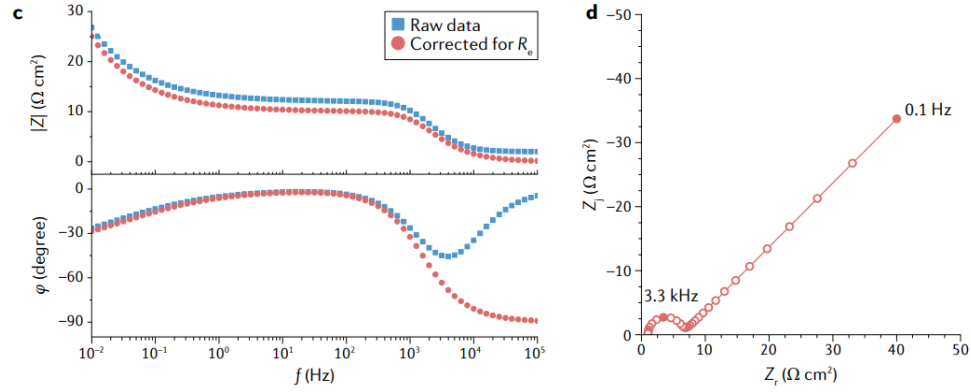 c
Raw data
Corrected for Rₑ
|Z| (Ω cm²)
30
20
10
0
φ (degree)
0
−30
−60
−90
10⁻² 10⁻¹ 10⁰ 10¹ 10² 10³ 10⁴ 10⁵
f (Hz)
d
Zⱼ (Ω cm²)
−50
−40
−30
−20
−10
0
0.1 Hz
3.3 kHz
0 10 20 30 40 50
Zᵣ (Ω cm²)